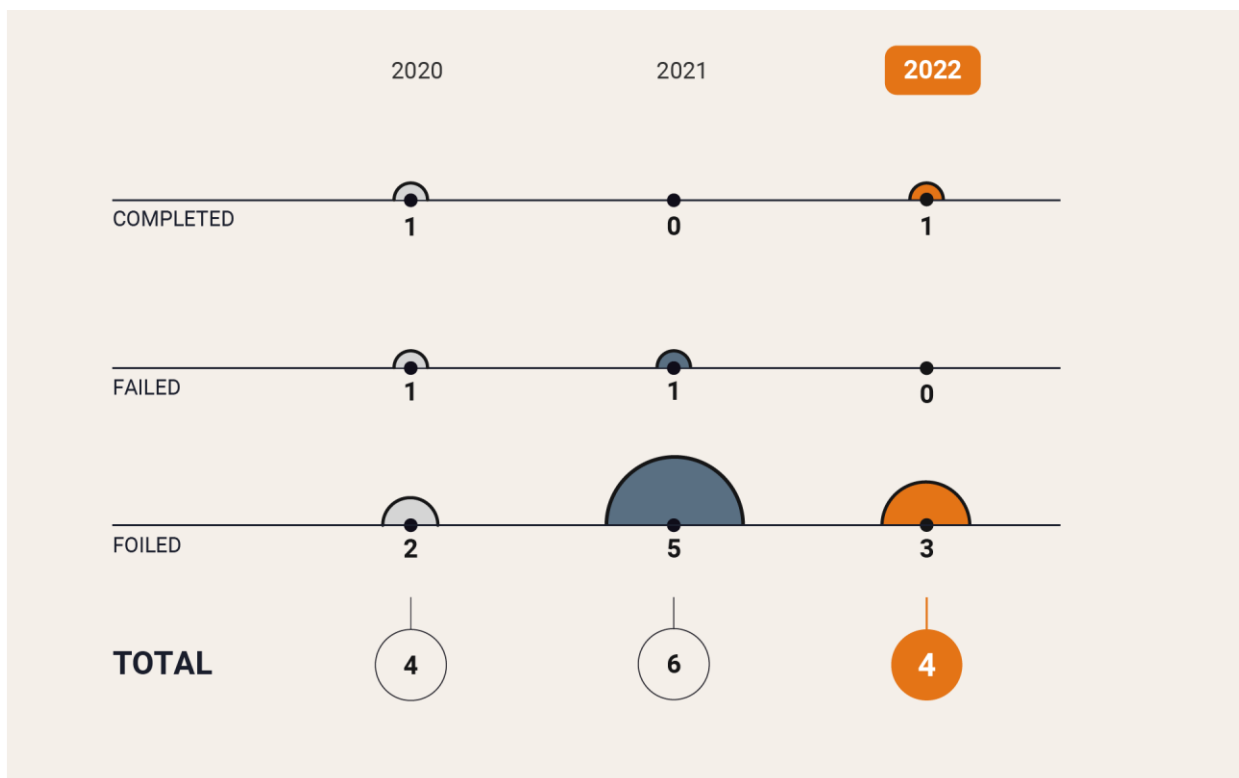 2020 2021 2022
COMPLETED 1 0 1
FAILED 1 1 0
FOILED 2 5 3
TOTAL 4 6 4